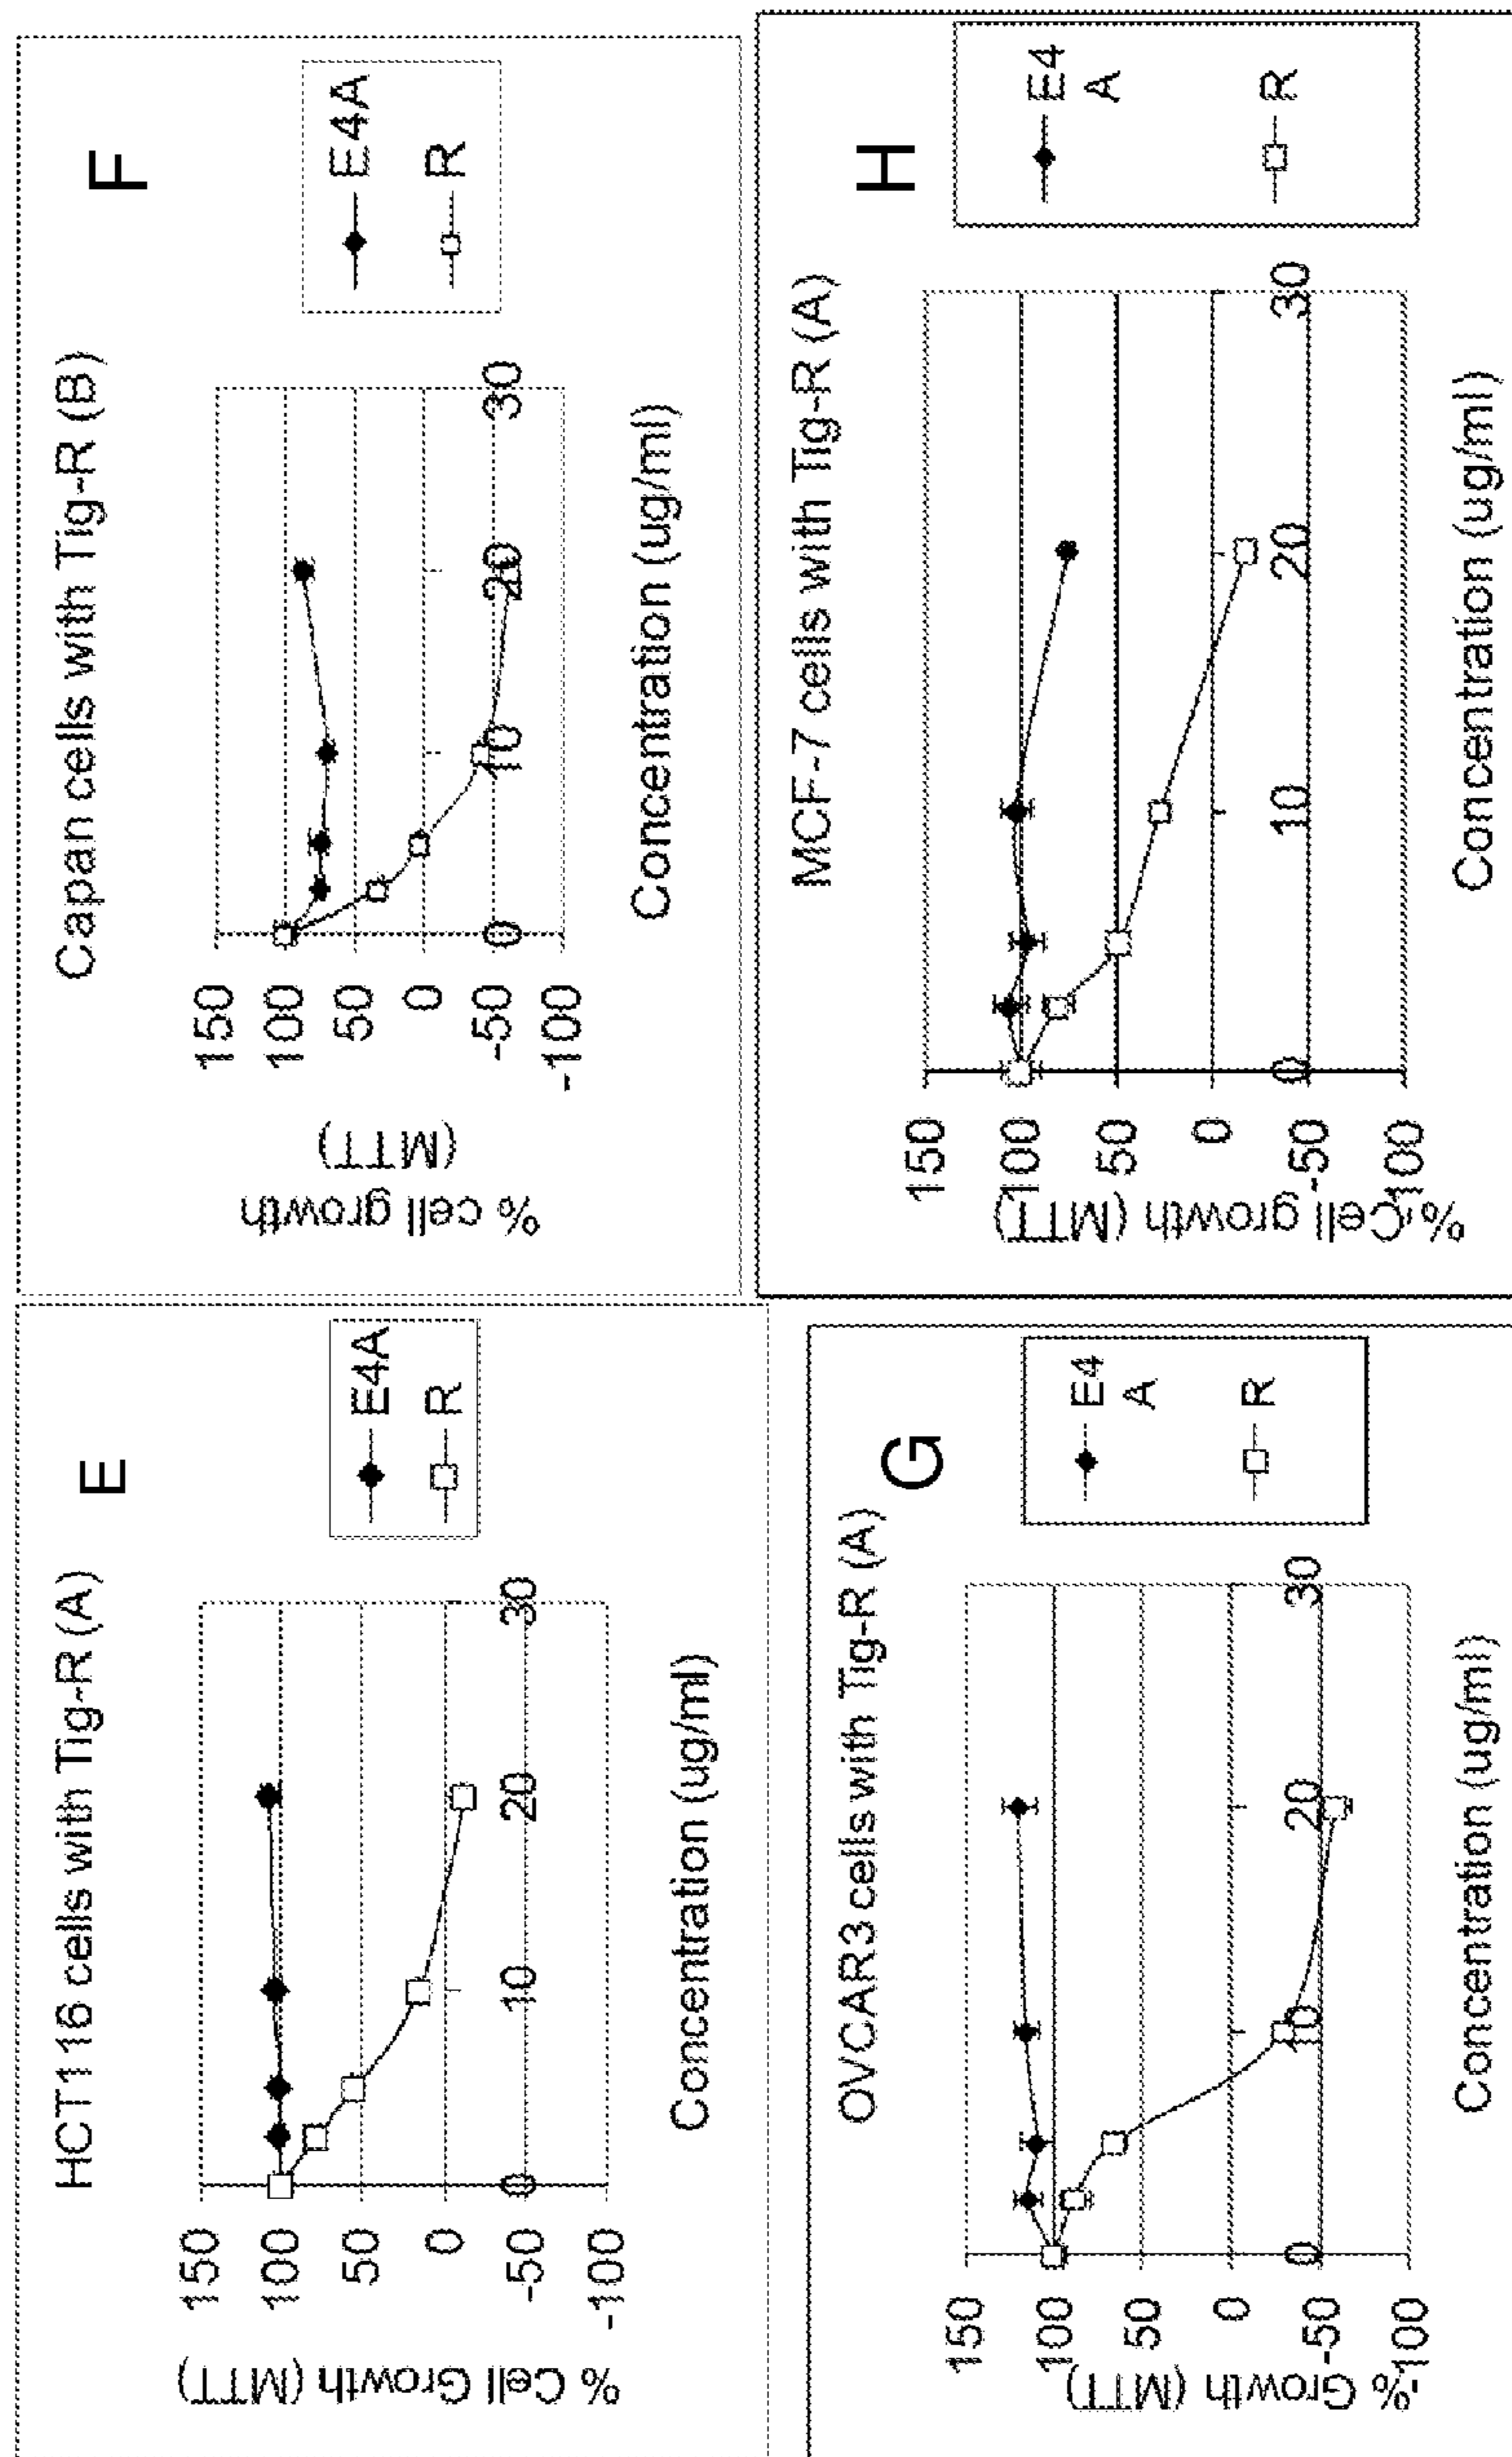 HCT116 cells with Tig-R (A)
E
% Cell Growth (MTT)
150
100
50
0
-50
-100
0
10
20
30
Concentration (ug/ml)
E4A
R
Capan cells with Tig-R (B)
F
% cell growth
(MTT)
150
100
50
0
-50
-100
0
10
20
30
Concentration (ug/ml)
E4A
R
OVCAR3 cells with Tig-R (A)
G
% Growth (MTT)
150
100
50
0
-50
-100
0
10
20
30
Concentration (ug/ml)
E4
A
R
MCF-7 cells with Tig-R (A)
H
% Cell growth (MTT)
150
100
50
0
-50
-100
0
10
20
30
Concentration (ug/ml)
E4
A
R